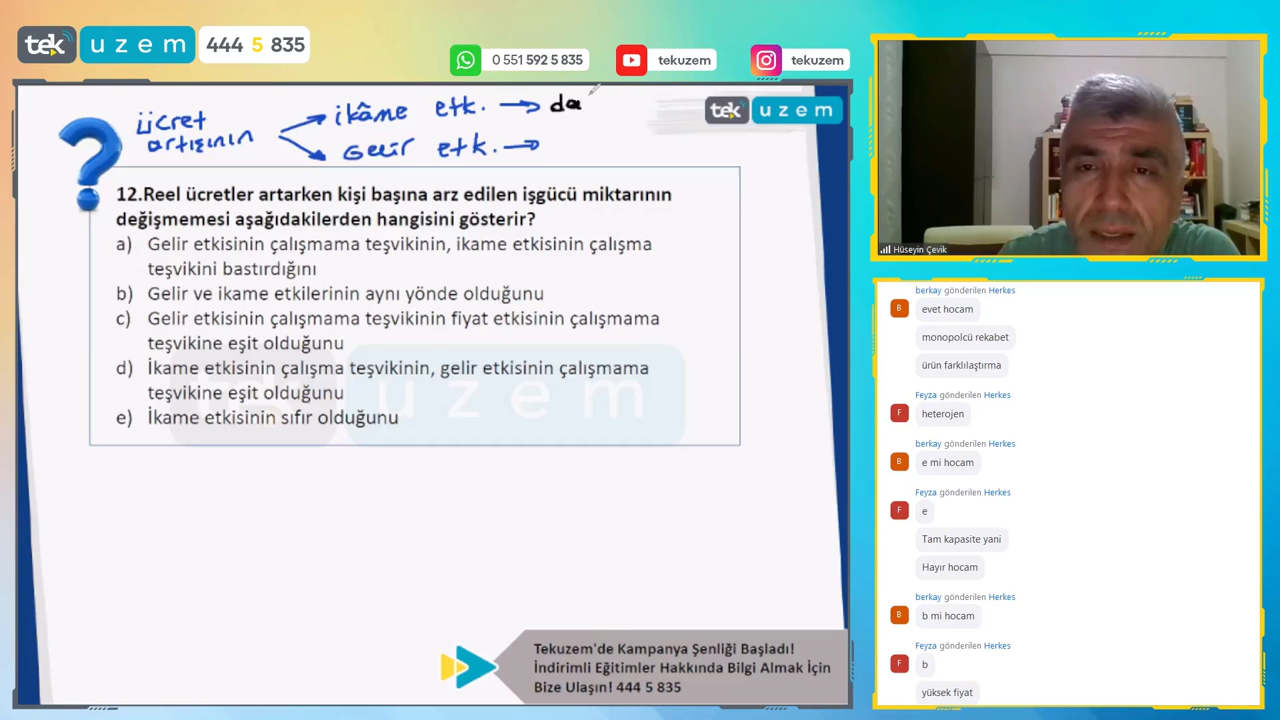 tek uzem 444 5 835
0 551 592 5 835 tekuzem tekuzem
ücret artışının
ikâme etk. → da
Gelir etk. →
tek uzem
12.Reel ücretler artarken kişi başına arz edilen işgücü miktarının
değişmemesi aşağıdakilerden hangisini gösterir?
a) Gelir etkisinin çalışmama teşvikinin, ikame etkisinin çalışma
teşvikini bastırdığını
b) Gelir ve ikame etkilerinin aynı yönde olduğunu
c) Gelir etkisinin çalışmama teşvikinin fiyat etkisinin çalışmama
teşvikine eşit olduğunu
d) İkame etkisinin çalışma teşvikinin, gelir etkisinin çalışmama
teşvikine eşit olduğunu
e) İkame etkisinin sıfır olduğunu
tek uzem
Tekuzem'de Kampanya Şenliği Başladı!
İndirimli Eğitimler Hakkında Bilgi Almak İçin
Bize Ulaşın! 444 5 835
Hüseyin Çevik
berkay gönderilen Herkes
B evet hocam
monopolcü rekabet
ürün farklılaştırma
Feyza gönderilen Herkes
F heterojen
berkay gönderilen Herkes
B e mi hocam
Feyza gönderilen Herkes
F e
Tam kapasite yani
Hayır hocam
berkay gönderilen Herkes
B b mi hocam
Feyza gönderilen Herkes
F b
yüksek fiyat